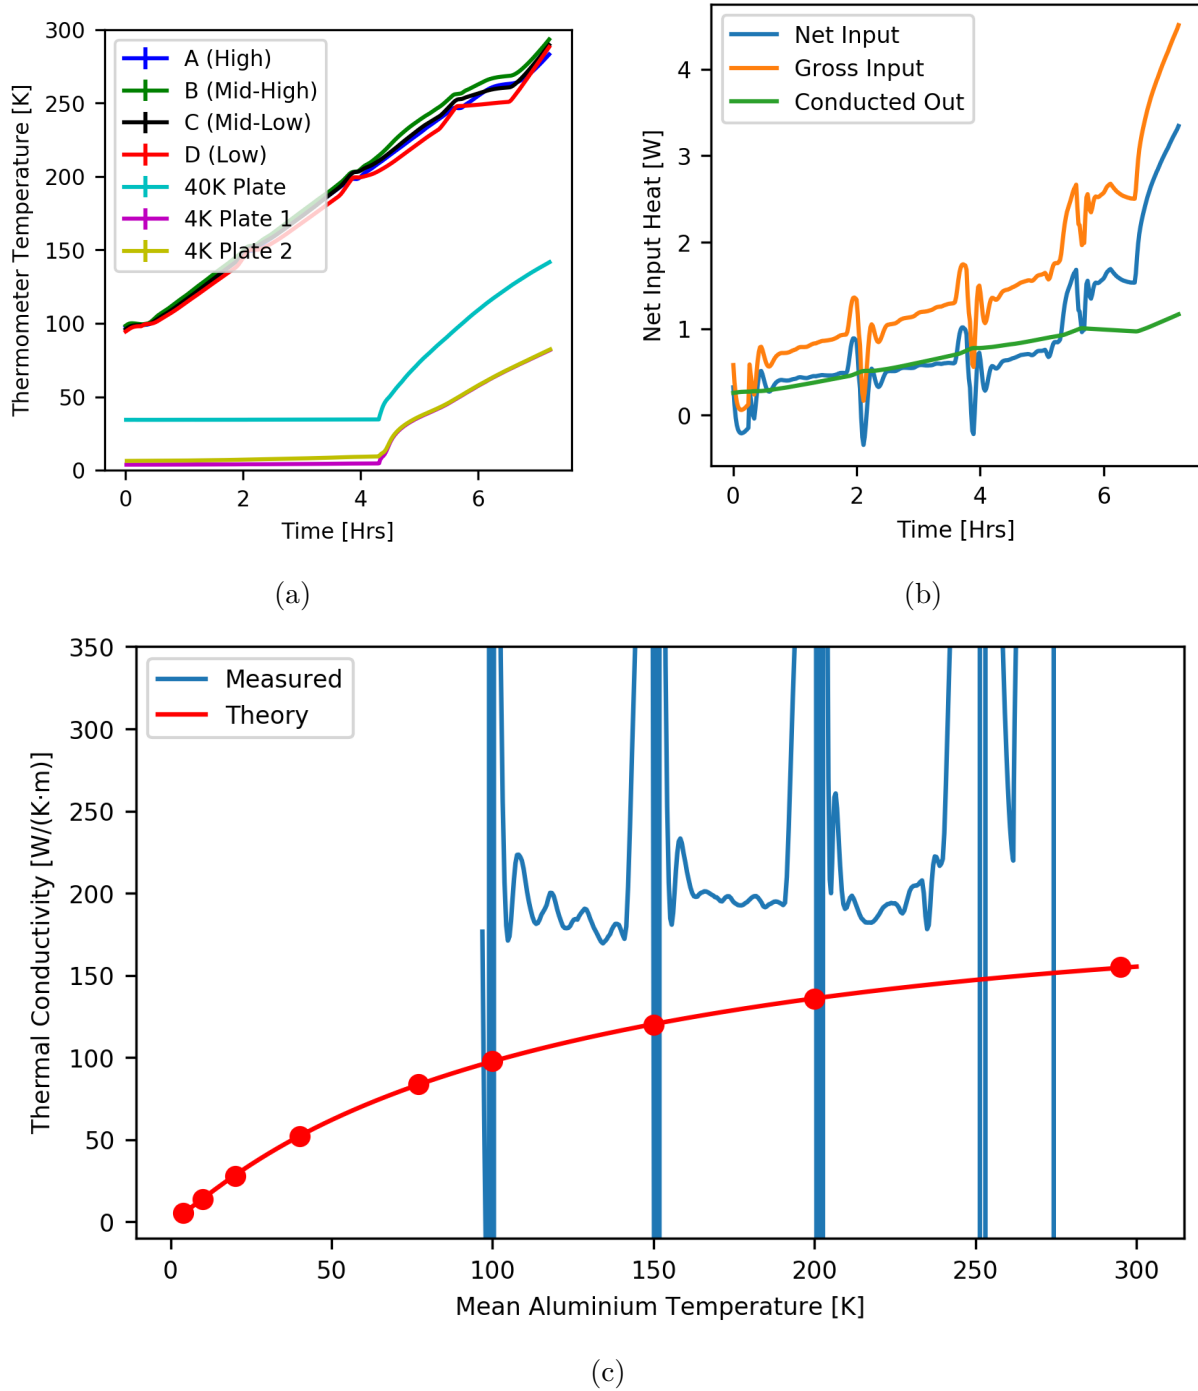 Thermometer Temperature [K]
300
250
200
150
100
50
0
A (High)
B (Mid-High)
C (Mid-Low)
D (Low)
40K Plate
4K Plate 1
4K Plate 2
0
2
4
6
Time [Hrs]
(a)
Net Input Heat [W]
4
3
2
1
0
Net Input
Gross Input
Conducted Out
0
2
4
6
Time [Hrs]
(b)
Thermal Conductivity [W/(K·m)]
350
300
250
200
150
100
50
0
Measured
Theory
0
50
100
150
200
250
300
Mean Aluminium Temperature [K]
(c)